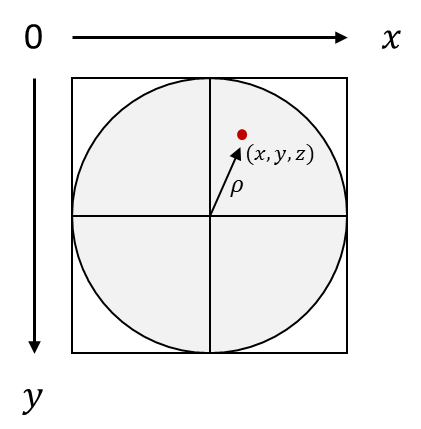 0
x
(x, y, z)
ρ
y